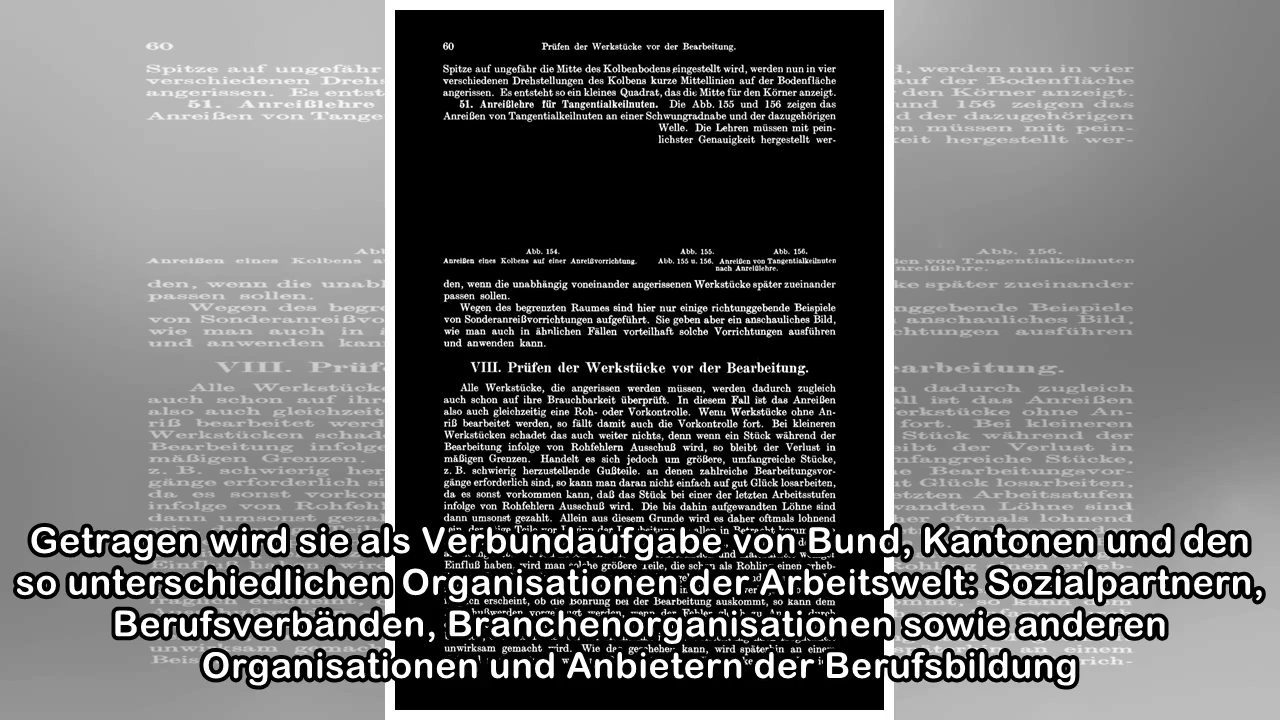 60 Prüfen der Werkstücke vor der Bearbeitung.
Spitze auf ungefähr die Mitte des Kolbenbodens eingestellt wird, werden nun in vier
verschiedenen Drehstellungen des Kolbens kurze Mittellinien auf der Bodenfläche
angerissen. Es entsteht so ein kleines Quadrat, das die Mitte für den Körner anzeigt.
51. Anreißlehre für Tangentialkeilnuten. Die Abb. 155 und 156 zeigen das
Anreißen von Tangentialkeilnuten an einer Schwungradnabe und der dazugehörigen
Welle. Die Lehren müssen mit pein-
lichster Genauigkeit hergestellt wer-
Abb. 154. Abb. 155. Abb. 156.
Anreißen eines Kolbens auf einer Anreißvorrichtung. Abb. 155 u. 156. Anreißen von Tangentialkeilnuten
nach Anreißlehre.
den, wenn die unabhängig voneinander angerissenen Werkstücke später zueinander
passen sollen.
Wegen des begrenzten Raumes sind hier nur einige richtunggebende Beispiele
von Sonderanreißvorrichtungen aufgeführt. Sie geben aber ein anschauliches Bild,
wie man auch in ähnlichen Fällen vorteilhaft solche Vorrichtungen ausführen
und anwenden kann.
VIII. Prüfen der Werkstücke vor der Bearbeitung.
Alle Werkstücke, die angerissen werden müssen, werden dadurch zugleich
auch schon auf ihre Brauchbarkeit überprüft. In diesem Fall ist das Anreißen
also auch gleichzeitig eine Roh- oder Vorkontrolle. Wenn Werkstücke ohne An-
riß bearbeitet werden, so fällt damit auch die Vorkontrolle fort. Bei kleineren
Werkstücken schadet das auch weiter nichts, denn wenn ein Stück während der
Bearbeitung infolge von Rohfehlern Ausschuß wird, so bleibt der Verlust in
mäßigen Grenzen. Handelt es sich jedoch um größere, umfangreiche Stücke,
z. B. schwierig herzustellende Gußteile. an denen zahlreiche Bearbeitungsvor-
gänge erforderlich sind, so kann man daran nicht einfach auf gut Glück losarbeiten,
da es sonst vorkommen kann, daß das Stück bei einer der letzten Arbeitsstufen
infolge von Rohfehlern Ausschuß wird. Die bis dahin aufgewandten Löhne sind
dann umsonst gezahlt. Allein aus diesem Grunde wird es daher oftmals lohnend
Getragen wird sie als Verbundaufgabe von Bund, Kantonen und den
so unterschiedlichen Organisationen der Arbeitswelt: Sozialpartnern,
Berufsverbänden, Branchenorganisationen sowie anderen
Organisationen und Anbietern der Berufsbildung